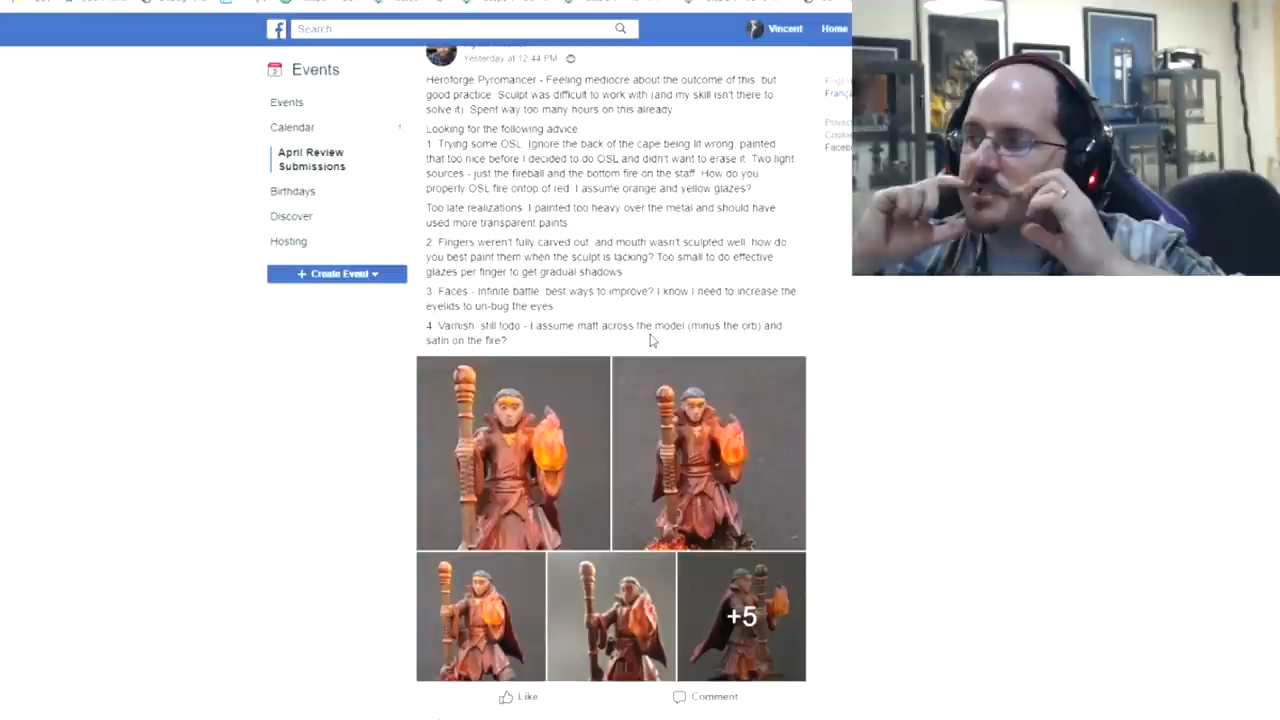 Search
Vincent
Home
Events
Yesterday at 12:44 PM
Heroforge Pyromancer - Feeling mediocre about the outcome of this but
good practice. Sculpt was difficult to work with (and my skill isn't there to
solve it). Spent way too many hours on this already
Looking for the following advice
1 Trying some OSL. Ignore the back of the cape being lit wrong, painted
that too nice before I decided to do OSL and didn't want to erase it. Two light
sources - just the fireball and the bottom fire on the staff. How do you
properly OSL fire ontop of red. I assume orange and yellow glazes?
Too late realizations. I painted too heavy over the metal and should have
used more transparent paints
2 Fingers weren't fully carved out, and mouth wasn't sculpted well, how do
you best paint them when the sculpt is lacking? Too small to do effective
glazes per finger to get gradual shadows
3 Faces - Infinite battle, best ways to improve? I know I need to increase the
eyelids to un-bug the eyes
4 Varnish, still todo - I assume matt across the model (minus the orb) and
satin on the fire?
Events
Calendar
1
April Review
Submissions
Birthdays
Discover
Hosting
+ Create Event
+5
Like
Comment